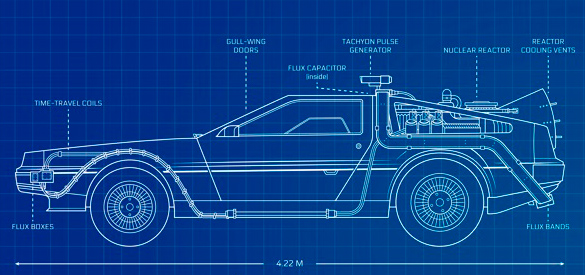 GULL-WING
DOORS
TACHYON PULSE
GENERATOR
REACTOR
COOLING VENTS
NUCLEAR REACTOR
FLUX CAPACITOR
(inside)
TIME-TRAVEL COILS
FLUX BOXES
FLUX BANDS
4.22 M